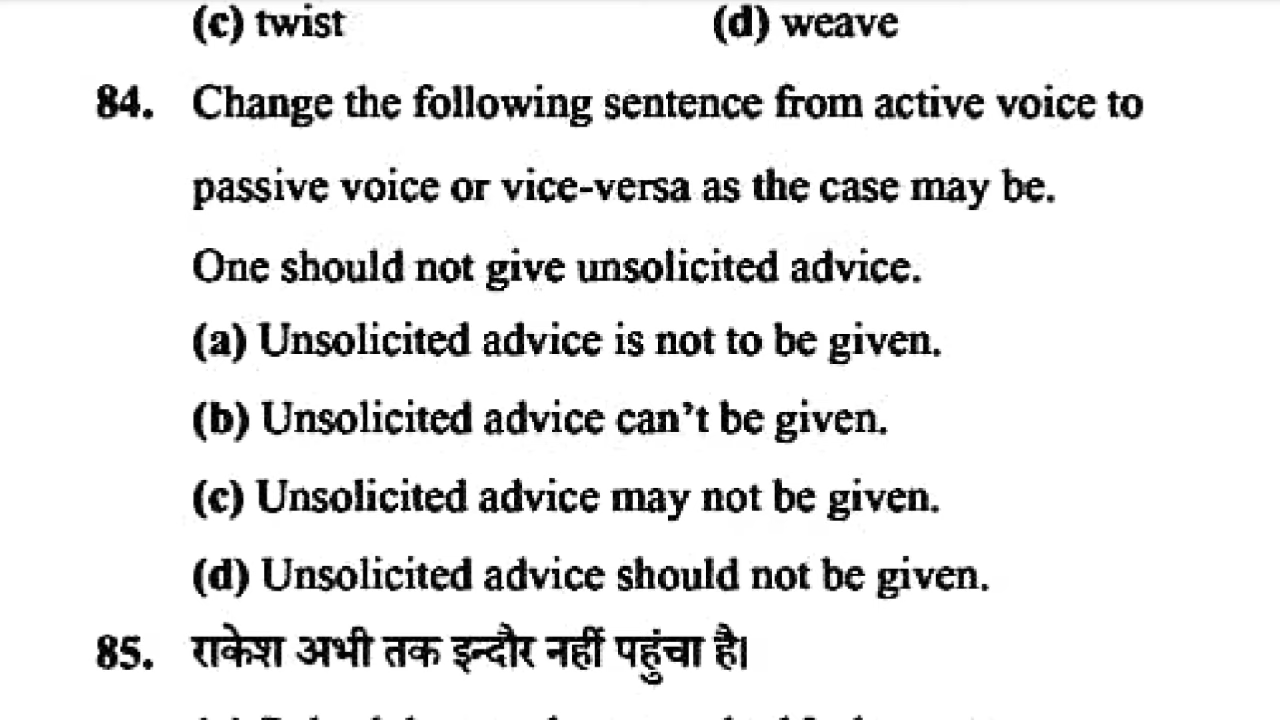 (c) twist (d) weave
84. Change the following sentence from active voice to
passive voice or vice-versa as the case may be.
One should not give unsolicited advice.
(a) Unsolicited advice is not to be given.
(b) Unsolicited advice can't be given.
(c) Unsolicited advice may not be given.
(d) Unsolicited advice should not be given.
85. राकेश अभी तक इन्दौर नहीं पहुंचा है।